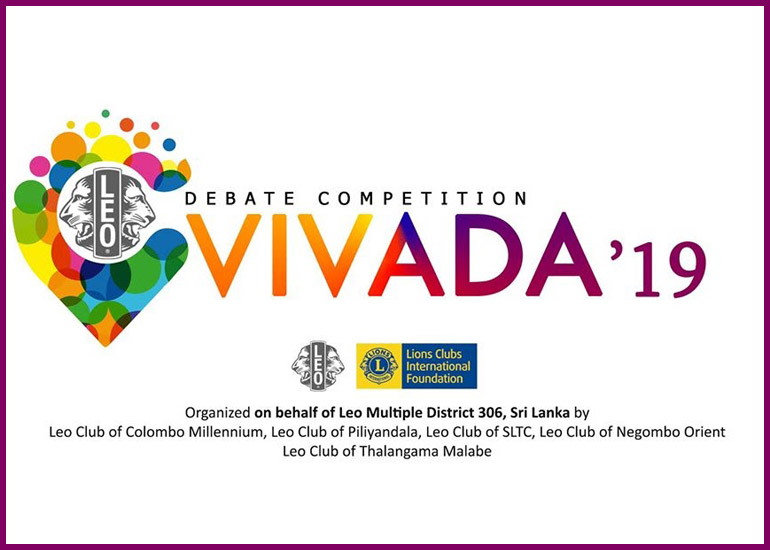 DEBATE COMPETITION
LEO
®
VIVADA '19
LEO
®
LIONS
L
INTERNATIONAL
Lions Clubs
International
Foundation
Organized on behalf of Leo Multiple District 306, Sri Lanka by
Leo Club of Colombo Millennium, Leo Club of Piliyandala, Leo Club of SLTC, Leo Club of Negombo Orient
Leo Club of Thalangama Malabe